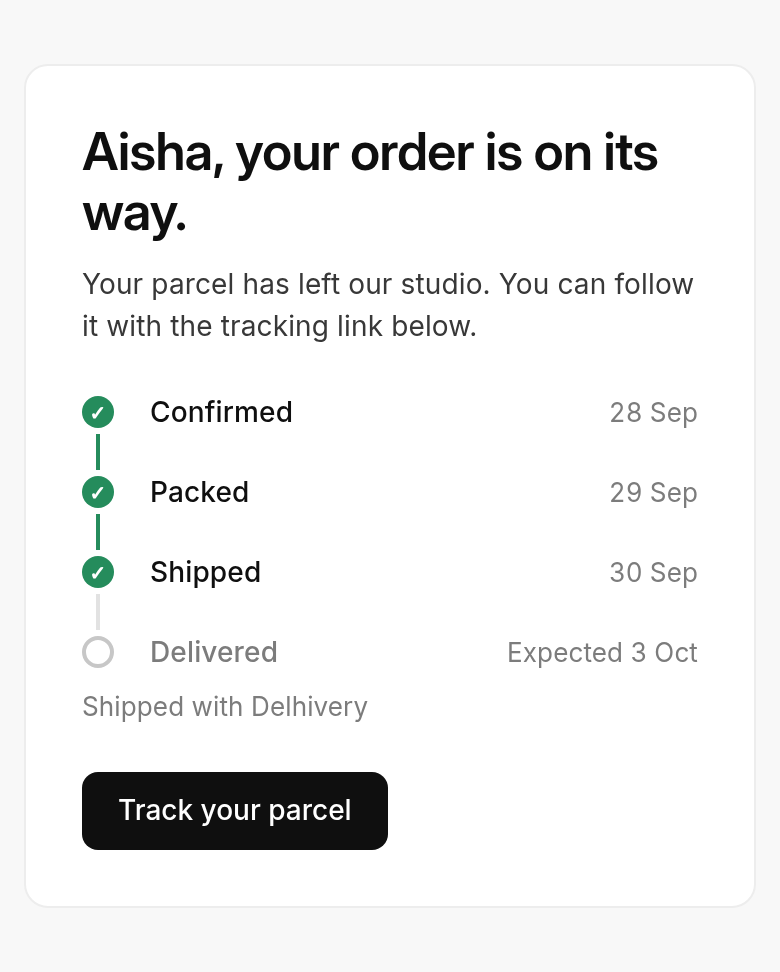 Aisha, your order is on its
way.
Your parcel has left our studio. You can follow
it with the tracking link below.
Confirmed 28 Sep
Packed 29 Sep
Shipped 30 Sep
Delivered Expected 3 Oct
Shipped with Delhivery
Track your parcel